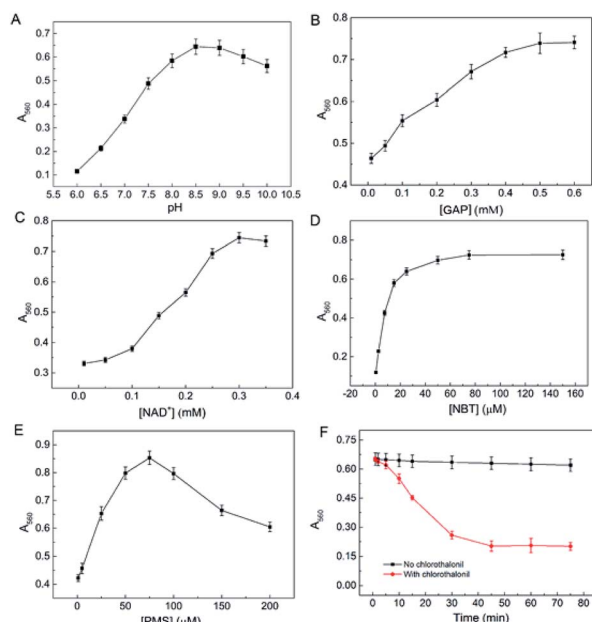 A
0.7
0.6
0.5
0.4
0.3
0.2
0.1
A560
5.5 6.0 6.5 7.0 7.5 8.0 8.5 9.0 9.5 10.0 10.5
pH
B
0.8
0.7
0.6
0.5
0.4
A560
0.0 0.1 0.2 0.3 0.4 0.5 0.6
[GAP] (mM)
C
0.8
0.7
0.6
0.5
0.4
0.3
A560
0.0 0.1 0.2 0.3 0.4
[NAD+] (mM)
D
0.8
0.6
0.4
0.2
A560
-20 0 20 40 60 80 100 120 140 160
[NBT] (μM)
E
0.9
0.8
0.7
0.6
0.5
0.4
A560
0 50 100 150 200
[PMS] (μM)
F
0.75
0.60
0.45
0.30
0.15
0.00
A560
No chlorothalonil
With chlorothalonil
0 10 20 30 40 50 60 70 80
Time (min)